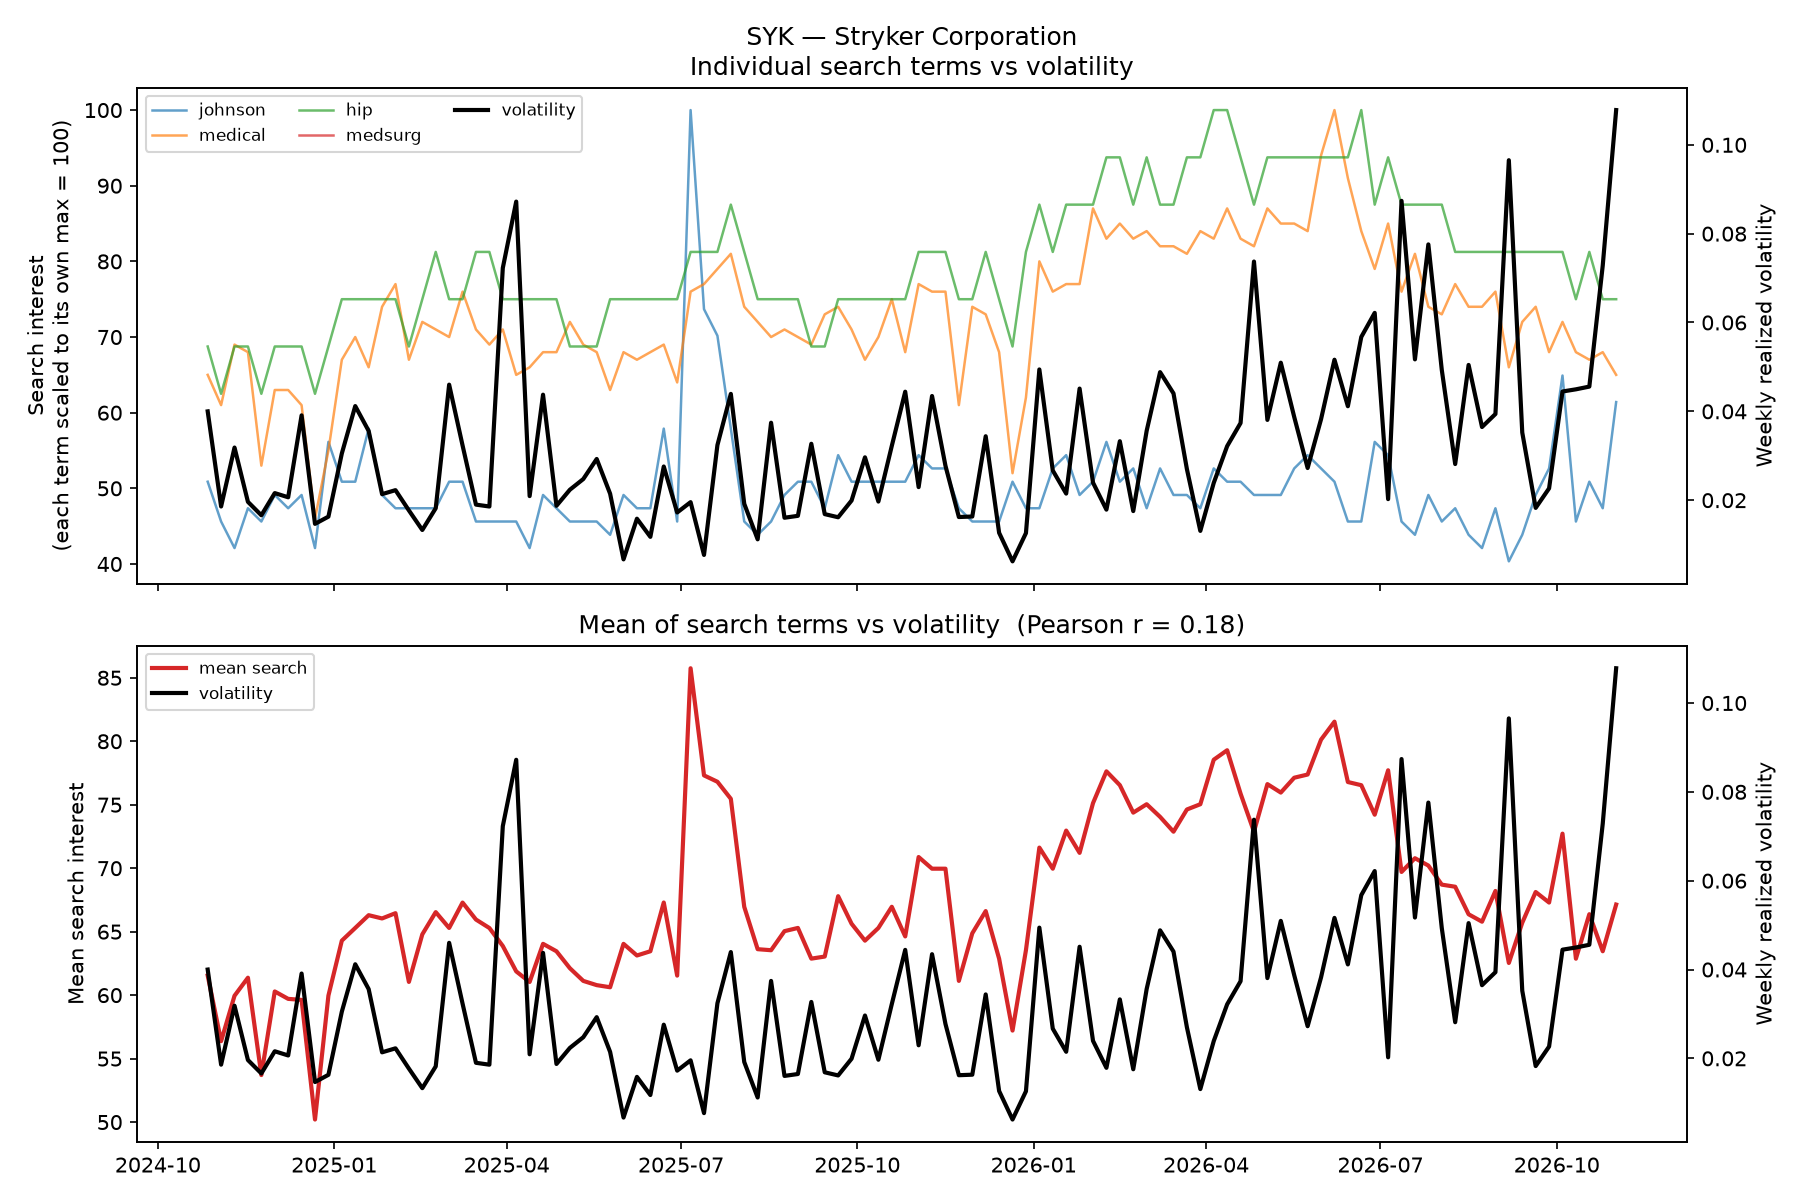 SYK — Stryker Corporation
Individual search terms vs volatility
johnson
medical
hip
medsurg
volatility
Search interest
(each term scaled to its own max = 100)
100
90
80
70
60
50
40
0.10
0.08
0.06
0.04
0.02
Weekly realized volatility
Mean of search terms vs volatility (Pearson r = 0.18)
mean search
volatility
Mean search interest
85
80
75
70
65
60
55
50
0.10
0.08
0.06
0.04
0.02
Weekly realized volatility
2024-10
2025-01
2025-04
2025-07
2025-10
2026-01
2026-04
2026-07
2026-10